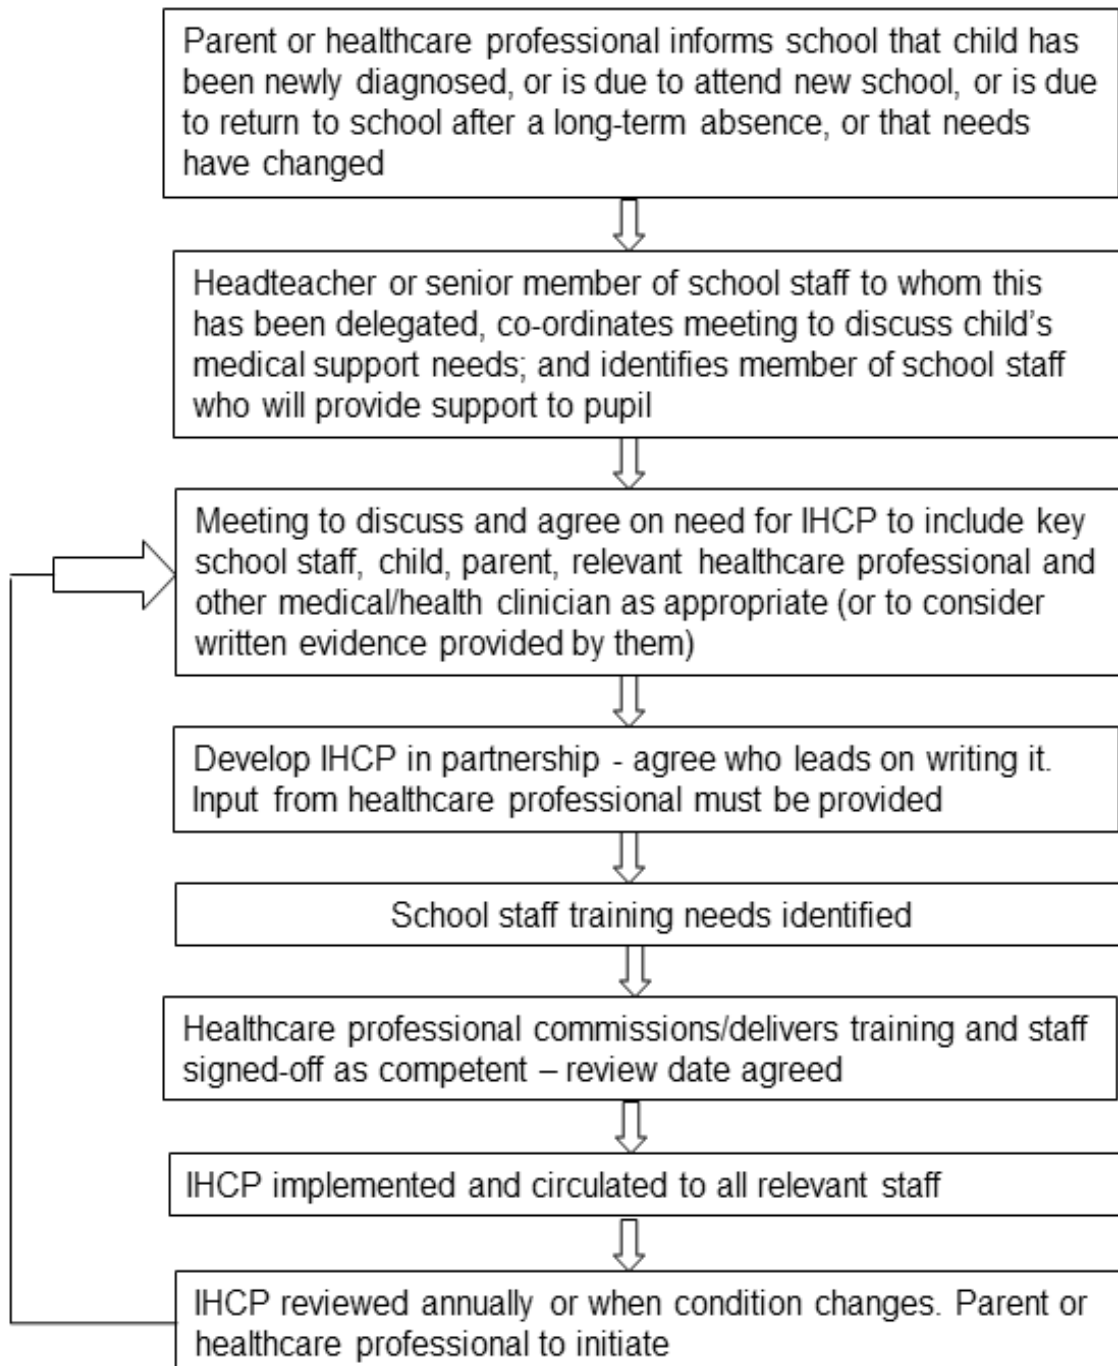 Parent or healthcare professional informs school that child has
been newly diagnosed, or is due to attend new school, or is due
to return to school after a long-term absence, or that needs
have changed
Headteacher or senior member of school staff to whom this
has been delegated, co-ordinates meeting to discuss child's
medical support needs; and identifies member of school staff
who will provide support to pupil
Meeting to discuss and agree on need for IHCP to include key
school staff, child, parent, relevant healthcare professional and
other medical/health clinician as appropriate (or to consider
written evidence provided by them)
Develop IHCP in partnership - agree who leads on writing it.
Input from healthcare professional must be provided
School staff training needs identified
Healthcare professional commissions/delivers training and staff
signed-off as competent – review date agreed
IHCP implemented and circulated to all relevant staff
IHCP reviewed annually or when condition changes. Parent or
healthcare professional to initiate